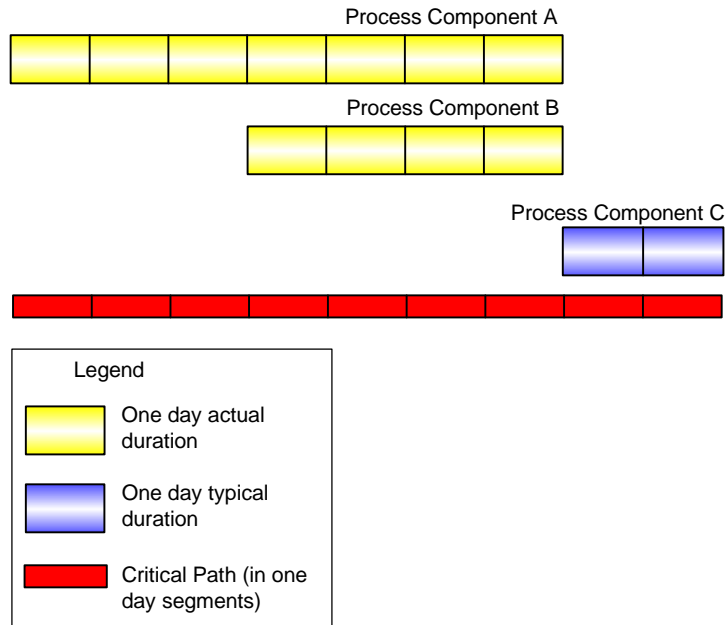 Process Component A
Process Component B
Process Component C
Legend
One day actual
duration
One day typical
duration
Critical Path (in one
day segments)